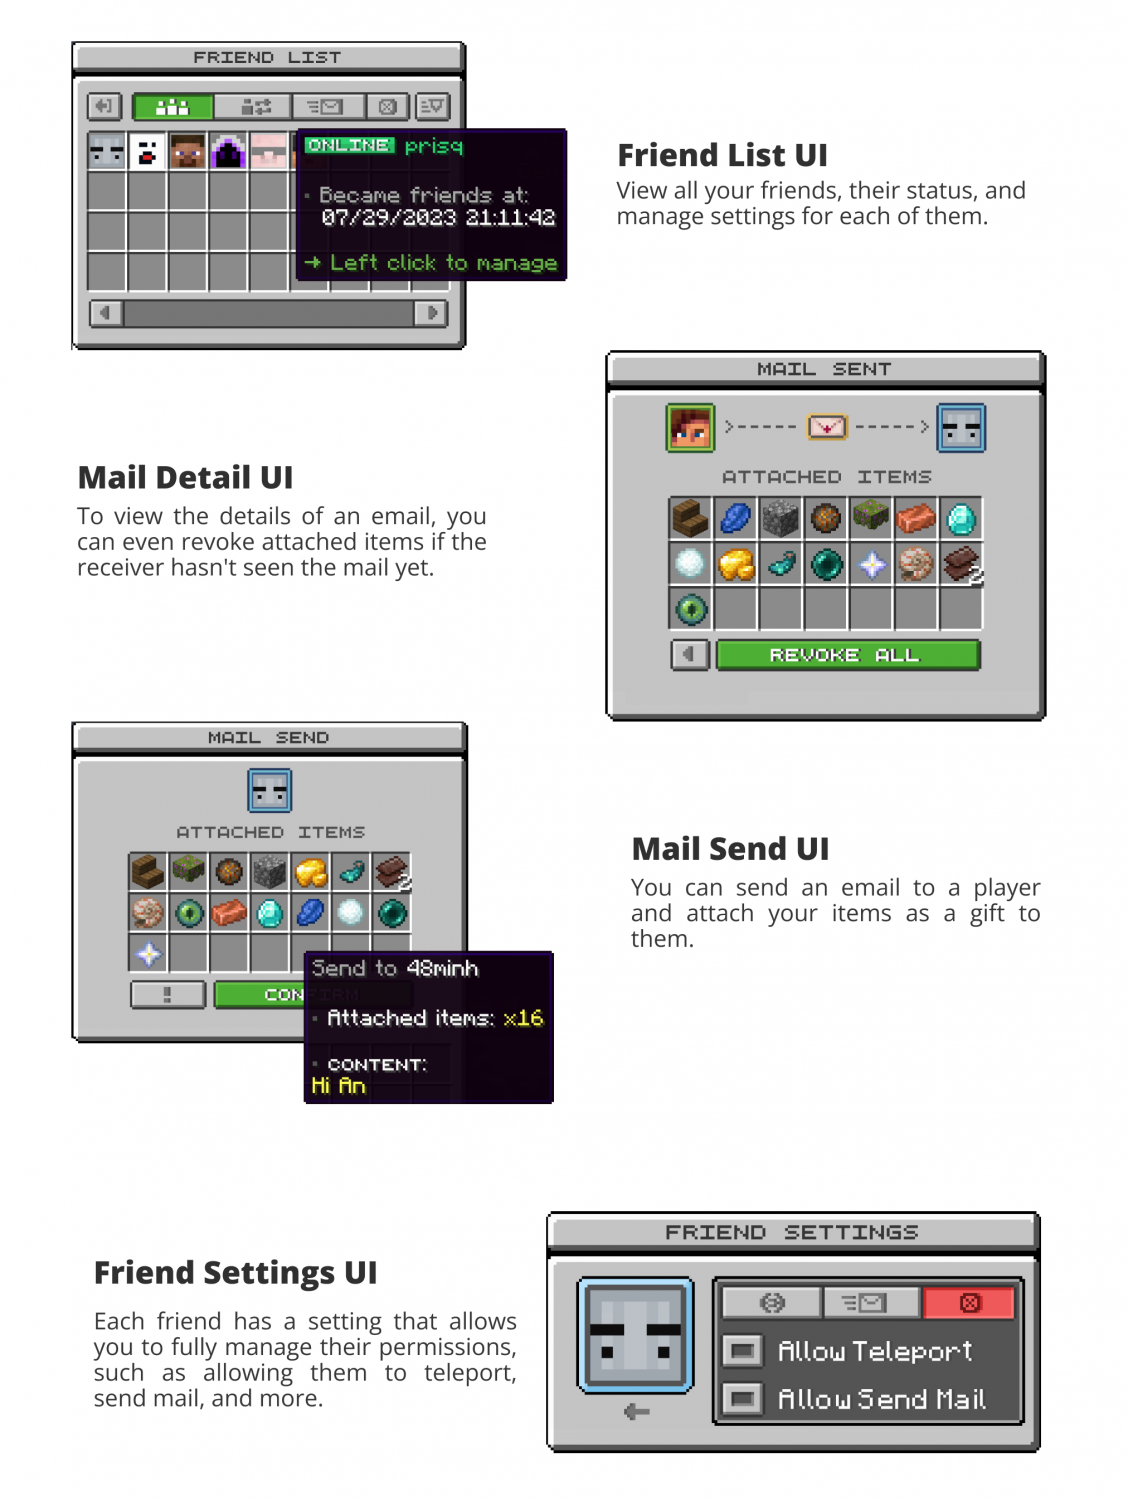 FRIEND LIST
ONLINE prisq
Became friends at:
07/29/2023 21:11:42
→ Left click to manage
Friend List UI
View all your friends, their status, and
manage settings for each of them.
MAIL SENT
ATTACHED ITEMS
2
REVOKE ALL
Mail Detail UI
To view the details of an email, you
can even revoke attached items if the
receiver hasn't seen the mail yet.
MAIL SEND
ATTACHED ITEMS
2
!
CONFIRM
Send to 48minh
Attached items: x16
CONTENT:
Hi An
Mail Send UI
You can send an email to a player
and attach your items as a gift to
them.
Friend Settings UI
Each friend has a setting that allows
you to fully manage their permissions,
such as allowing them to teleport,
send mail, and more.
FRIEND SETTINGS
Allow Teleport
Allow Send Mail